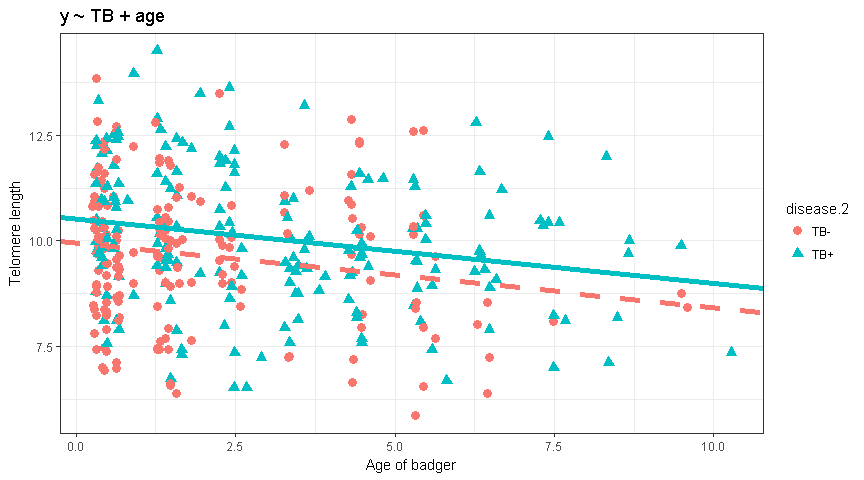 y ~ TB + age
Telomere length
12.5
10.0
7.5
0.0 2.5 5.0 7.5 10.0
Age of badger
disease.2
TB-
TB+